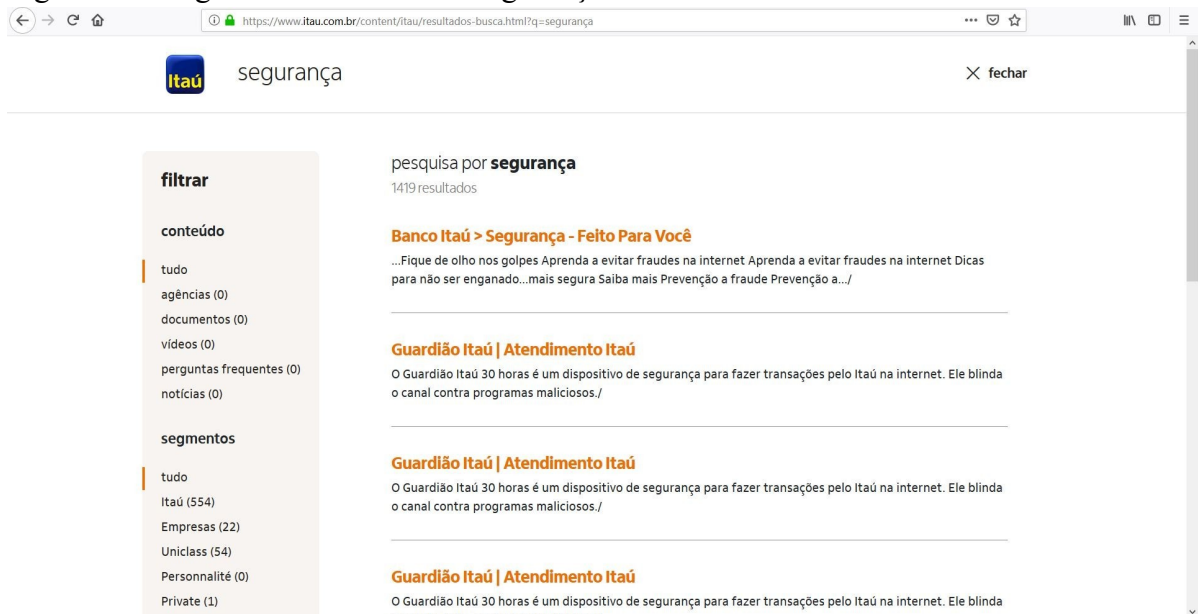 https://www.itau.com.br/content/itau/resultados-busca.html?q=segurança
Itaú
segurança
fechar
filtrar
conteúdo
tudo
agências (0)
documentos (0)
vídeos (0)
perguntas frequentes (0)
notícias (0)
segmentos
tudo
Itaú (554)
Empresas (22)
Uniclass (54)
Personnalité (0)
Private (1)
pesquisa por segurança
1419 resultados
Banco Itaú > Segurança - Feito Para Você
...Fique de olho nos golpes Aprenda a evitar fraudes na internet Aprenda a evitar fraudes na internet Dicas
para não ser enganado...mais segura Saiba mais Prevenção a fraude Prevenção a.../
Guardião Itaú | Atendimento Itaú
O Guardião Itaú 30 horas é um dispositivo de segurança para fazer transações pelo Itaú na internet. Ele blinda
o canal contra programas maliciosos./
Guardião Itaú | Atendimento Itaú
O Guardião Itaú 30 horas é um dispositivo de segurança para fazer transações pelo Itaú na internet. Ele blinda
o canal contra programas maliciosos./
Guardião Itaú | Atendimento Itaú
O Guardião Itaú 30 horas é um dispositivo de segurança para fazer transações pelo Itaú na internet. Ele blinda